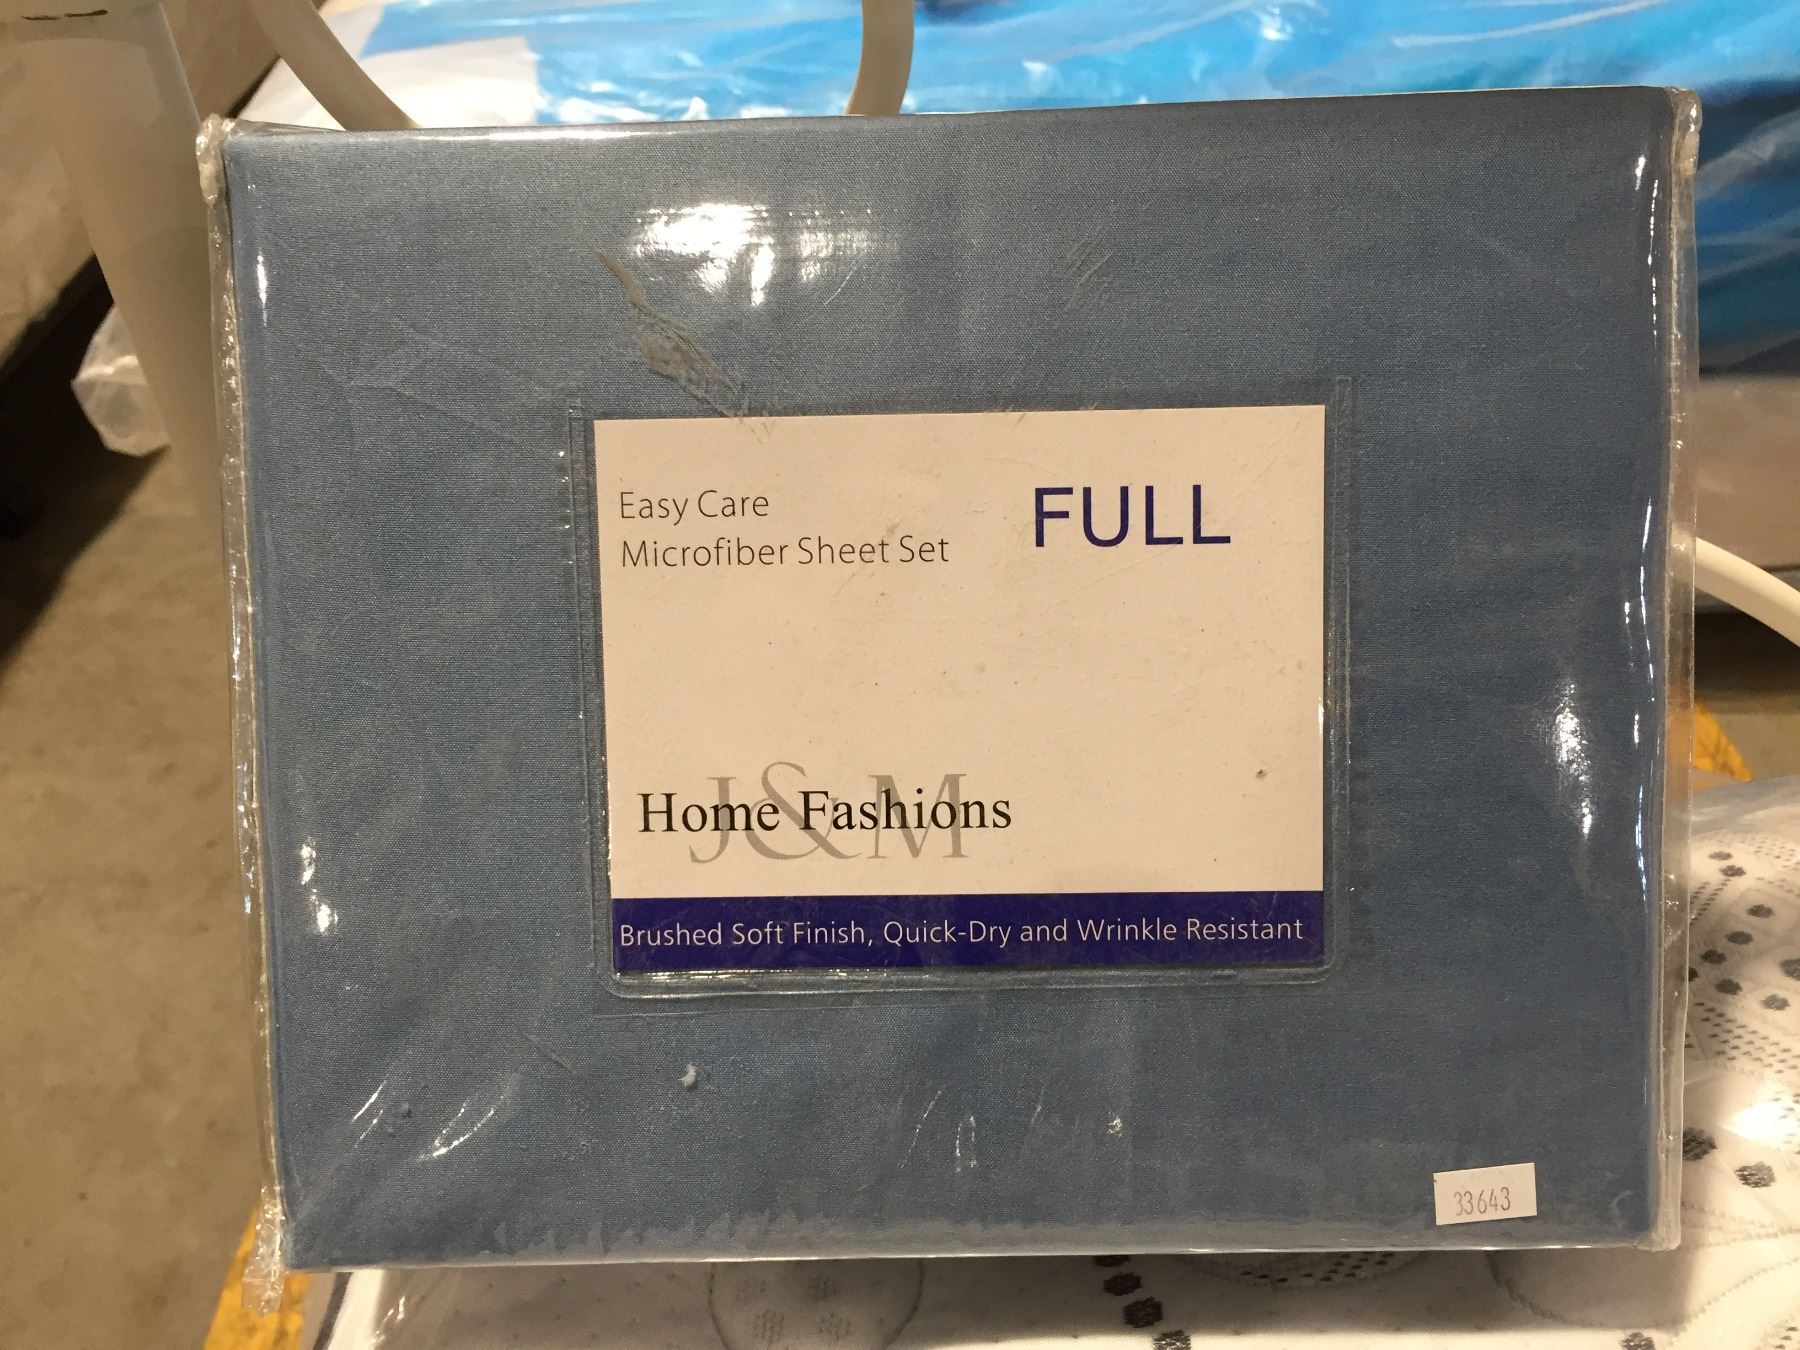 Easy Care
Microfiber Sheet Set
FULL
J&M
Home Fashions
Brushed Soft Finish, Quick-Dry and Wrinkle Resistant
33643